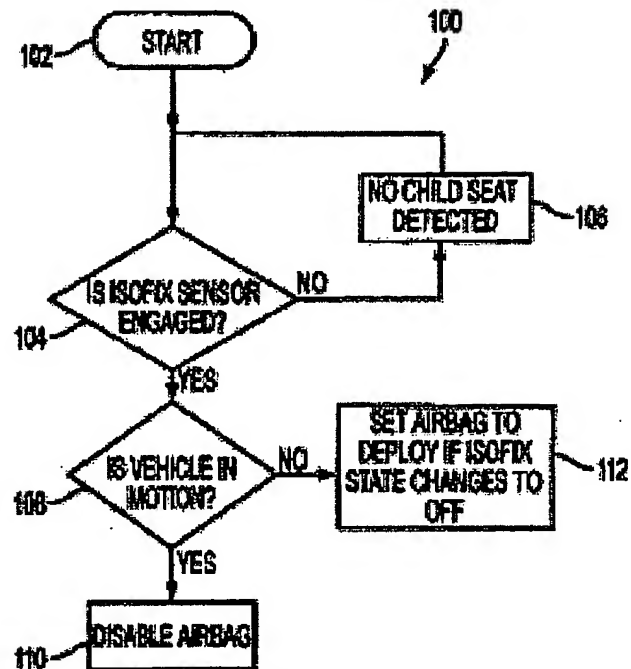 100
102
START
NO CHILD SEAT
DETECTED
106
IS ISOFIX SENSOR
ENGAGED?
NO
104
YES
IS VEHICLE IN
MOTION?
NO
108
SET AIRBAG TO
DEPLOY IF ISOFIX
STATE CHANGES TO
OFF
112
YES
DISABLE AIRBAG
110